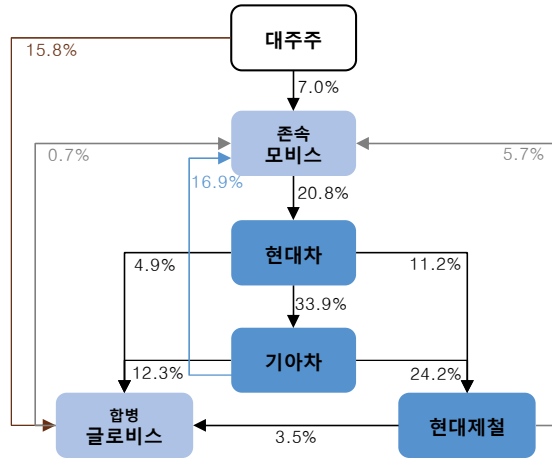 대주주
15.8%
7.0%
존속
모비스
0.7%
5.7%
16.9%
20.8%
현대차
4.9%
11.2%
33.9%
기아차
12.3%
24.2%
합병
글로비스
3.5%
현대제철